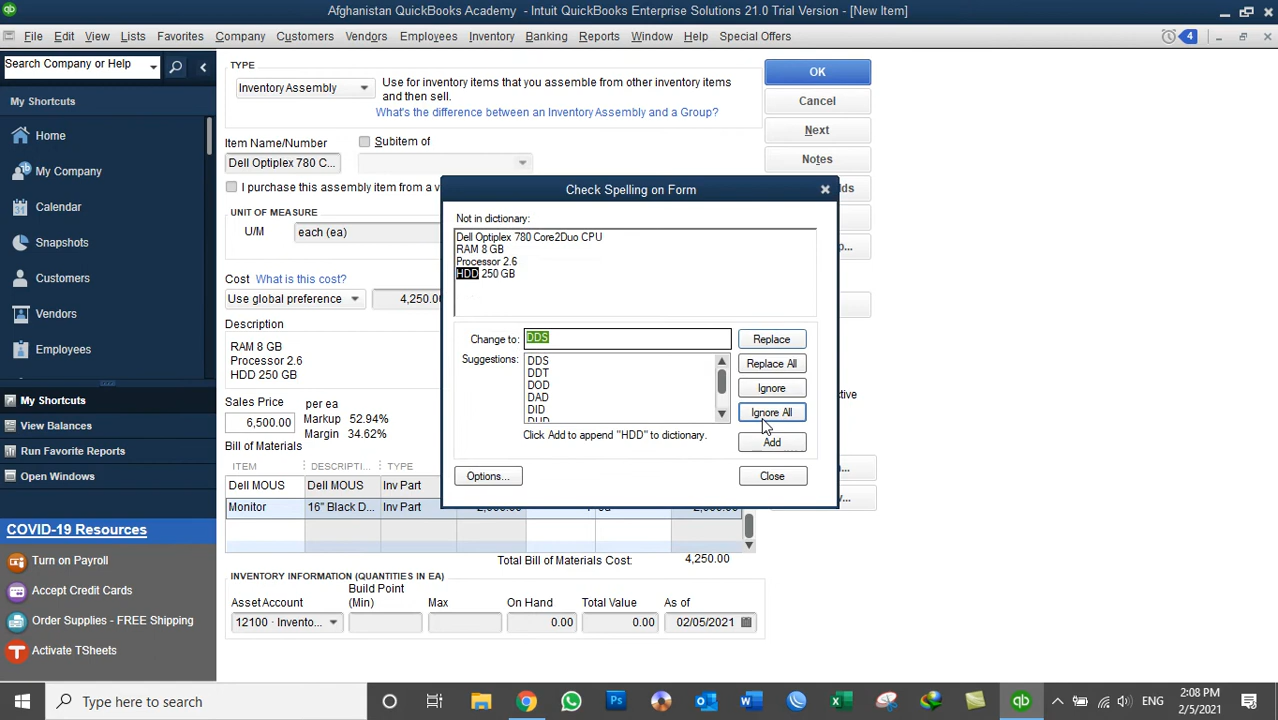 Afghanistan QuickBooks Academy - Intuit QuickBooks Enterprise Solutions 21.0 Trial Version - [New Item]
File Edit View Lists Favorites Company Customers Vendors Employees Inventory Banking Reports Window Help Special Offers 4
Search Company or Help
My Shortcuts
Home
My Company
Calendar
Snapshots
Customers
Vendors
Employees
My Shortcuts
View Balances
Run Favorite Reports
Open Windows
COVID-19 Resources
Turn on Payroll
Accept Credit Cards
Order Supplies - FREE Shipping
Activate TSheets
TYPE
Inventory Assembly
Use for inventory items that you assemble from other inventory items
and then sell.
What's the difference between an Inventory Assembly and a Group?
Item Name/Number
Subitem of
Dell Optiplex 780 C...
I purchase this assembly item from a v
UNIT OF MEASURE
U/M each (ea)
Cost What is this cost?
Use global preference 4,250.0
Description
RAM 8 GB
Processor 2.6
HDD 250 GB
Sales Price
6,500.00
per ea
Markup 52.94%
Margin 34.62%
Bill of Materials
ITEM DESCRIPTI... TYPE
Dell MOUS Dell MOUS Inv Part
Monitor 16" Black D... Inv Part
Total Bill of Materials Cost: 4,250.00
INVENTORY INFORMATION (QUANTITIES IN EA)
Asset Account
Build Point
(Min)
Max
On Hand
Total Value
As of
12100 · Invento... 0.00 0.00 02/05/2021
OK
Cancel
Next
Notes
lds
p...
ctive
Check Spelling on Form
Not in dictionary:
Dell Optiplex 780 Core2Duo CPU
RAM 8 GB
Processor 2.6
HDD 250 GB
Change to: DDS
Suggestions:
DDS
DDT
DOD
DAD
DID
Replace
Replace All
Ignore
Ignore All
Click Add to append "HDD" to dictionary.
Add
Options...
Close
Type here to search
ENG
2:08 PM
2/5/2021